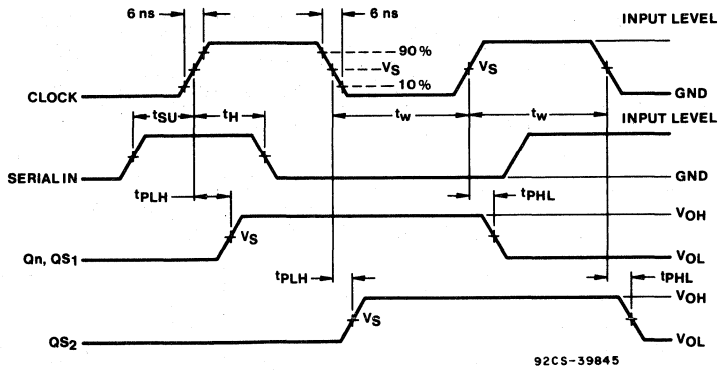 6 ns
6 ns
INPUT LEVEL
90%
VS
VS
10%
CLOCK
GND
tSU
tH
tW
tW
INPUT LEVEL
SERIAL IN
GND
tPLH
tPHL
VOH
VS
Qn, QS1
VOL
tPLH
tPHL
VOH
VS
QS2
VOL
92CS-39845